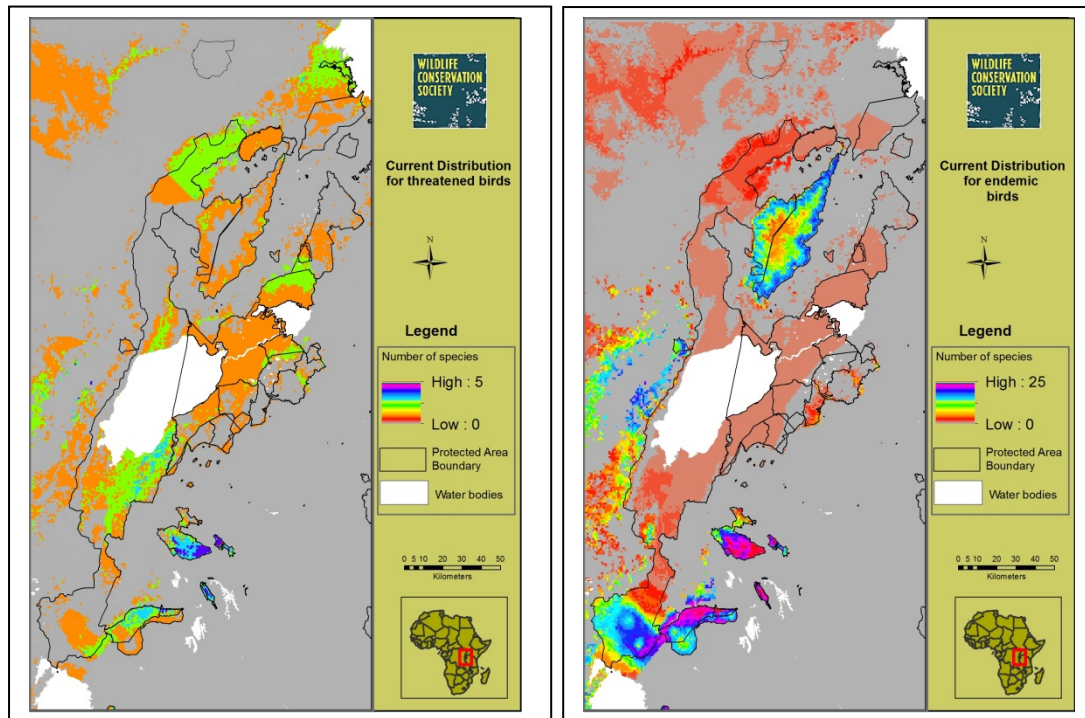 WILDLIFE
CONSERVATION
SOCIETY
Current Distribution
for threatened birds
N
Legend
Number of species
High : 5
Low : 0
Protected Area
Boundary
Water bodies
0 5 10 20 30 40 50
Kilometers
WILDLIFE
CONSERVATION
SOCIETY
Current Distribution
for endemic
birds
N
Legend
Number of species
High : 25
Low : 0
Protected Area
Boundary
Water bodies
0 5 10 20 30 40 50
Kilometers